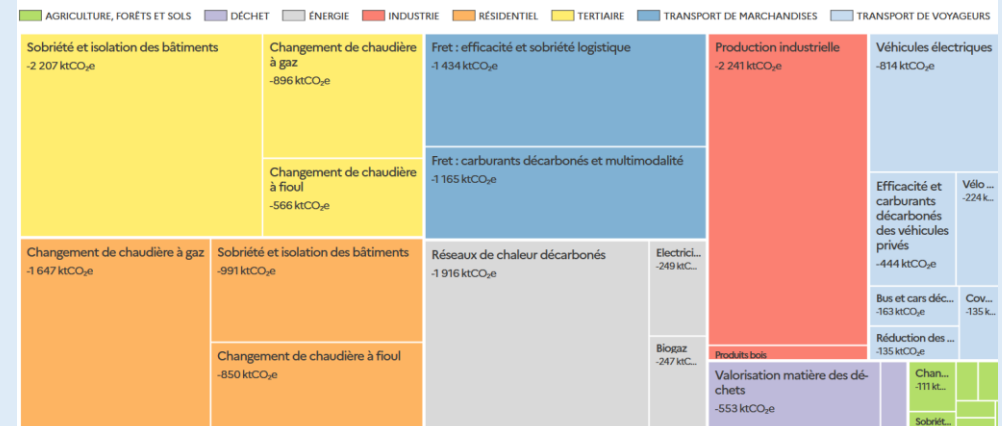 AGRICULTURE, FORÊTS ET SOLS
DÉCHET
ÉNERGIE
INDUSTRIE
RÉSIDENTIEL
TERTIAIRE
TRANSPORT DE MARCHANDISES
TRANSPORT DE VOYAGEURS
Sobriété et isolation des bâtiments
-2 207 ktCO₂e
Changement de chaudière
à gaz
-896 ktCO₂e
Changement de chaudière
à fioul
-566 ktCO₂e
Changement de chaudière à gaz
-1 647 ktCO₂e
Sobriété et isolation des bâtiments
-991 ktCO₂e
Changement de chaudière à fioul
-850 ktCO₂e
Fret : efficacité et sobriété logistique
-1 434 ktCO₂e
Fret : carburants décarbonés et multimodalité
-1 165 ktCO₂e
Réseaux de chaleur décarbonés
-1 916 ktCO₂e
Electrici...
-249 ktC...
Biogaz
-247 ktC...
Production industrielle
-2 241 ktCO₂e
Produits bois
Valorisation matière des dé-
chets
-553 ktCO₂e
Véhicules électriques
-814 ktCO₂e
Efficacité et
carburants
décarbonés
des véhicules
privés
-444 ktCO₂e
Vélo ...
-224 k...
Bus et cars déc...
-163 ktCO₂e
Cov...
-135 k...
Réduction des ...
-135 ktCO₂e
Chan...
-111 kt...
Sobriét...